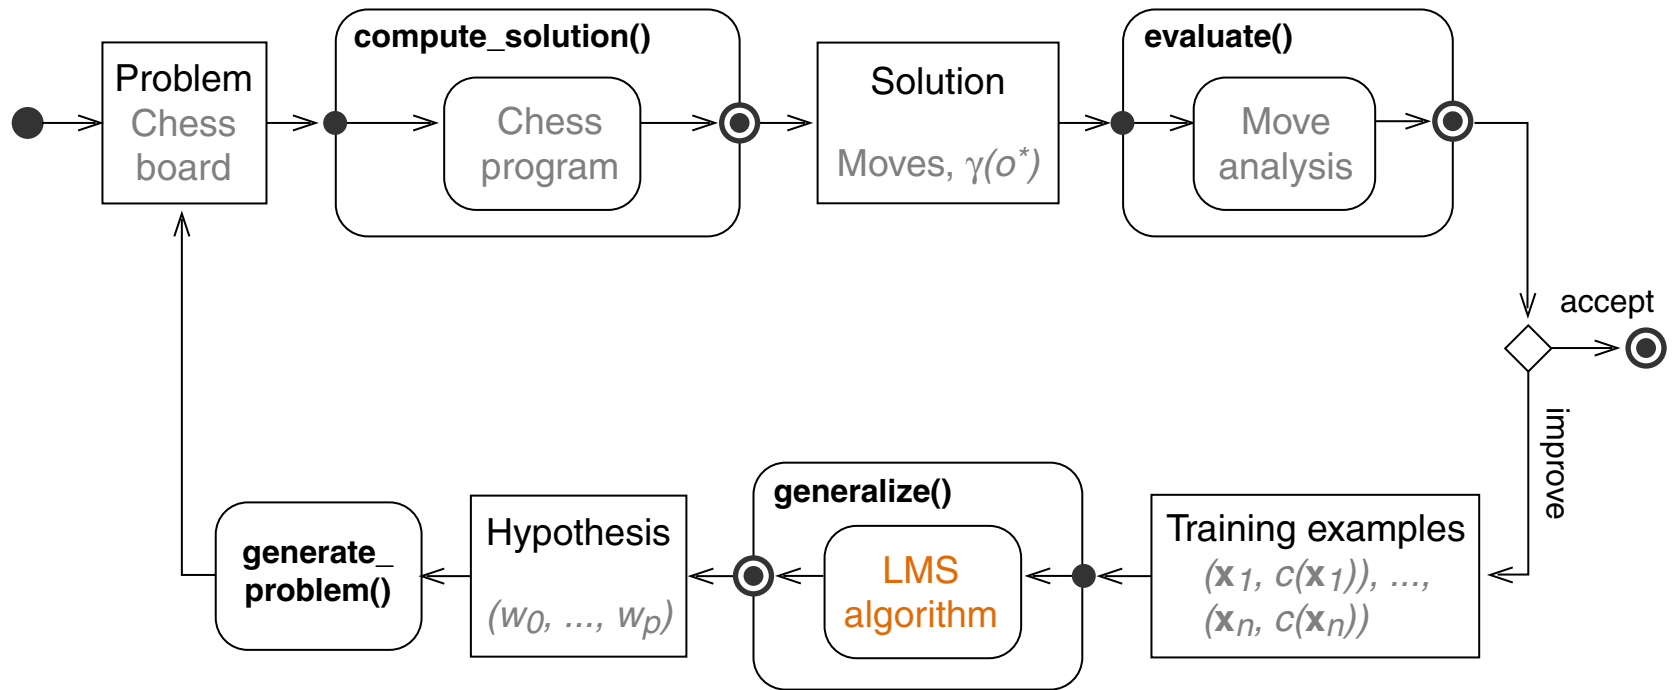 compute_solution()
evaluate()
Problem
Chess
board
Chess
program
Solution
Moves, γ(o*)
Move
analysis
accept
improve
generate_
problem()
Hypothesis
(w0, ..., wp)
generalize()
LMS
algorithm
Training examples
(x1, c(x1)), ...,
(xn, c(xn))